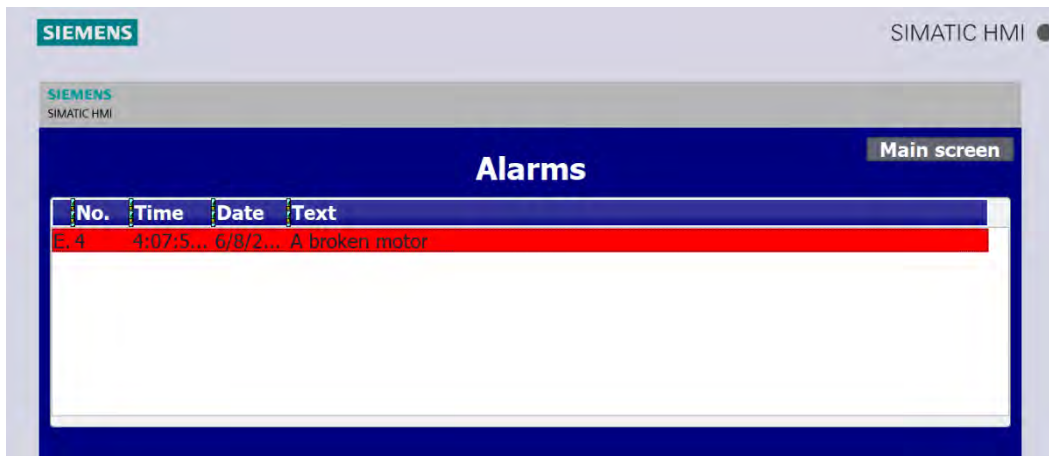 SIEMENS
SIMATIC HMI
SIEMENS
SIMATIC HMI
Main screen
Alarms
No. Time Date Text
E. 4 4:07:5... 6/8/2... A broken motor